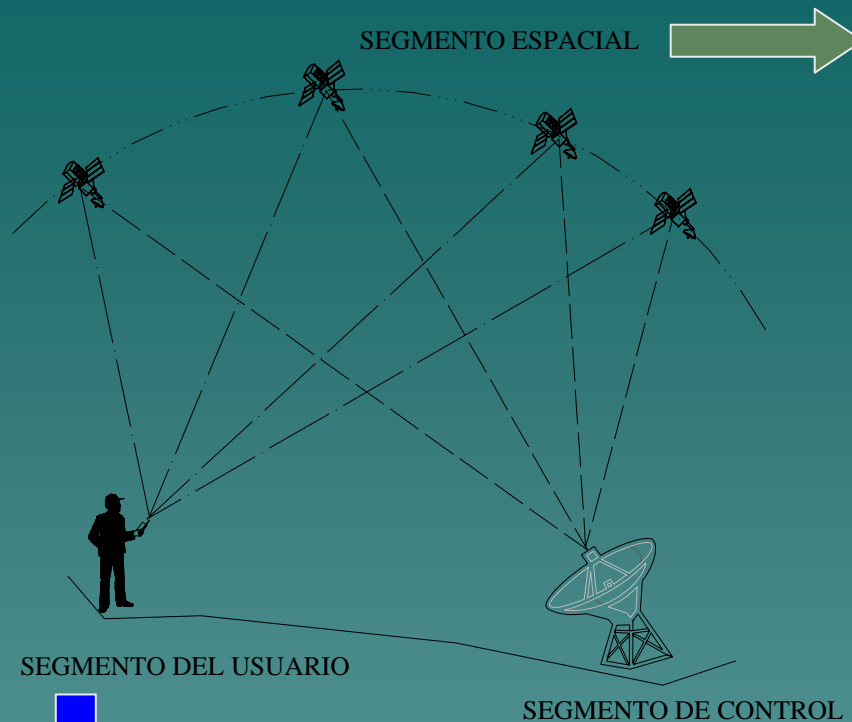 SEGMENTO ESPACIAL
SEGMENTO DEL USUARIO
SEGMENTO DE CONTROL